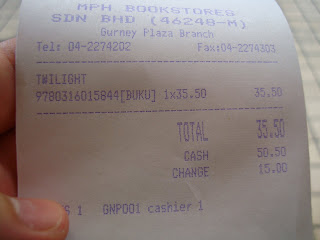 MPH BOOKSTORES
SDN BHD (46248-M)
Gurney Plaza Branch
Tel: 04-2274202 Fax:04-2274303
TWILIGHT
9780316015844[BUKU] 1x35.50 35.50
TOTAL 35.50
CASH 50.50
CHANGE 15.00
S 1 GNP001 cashier 1